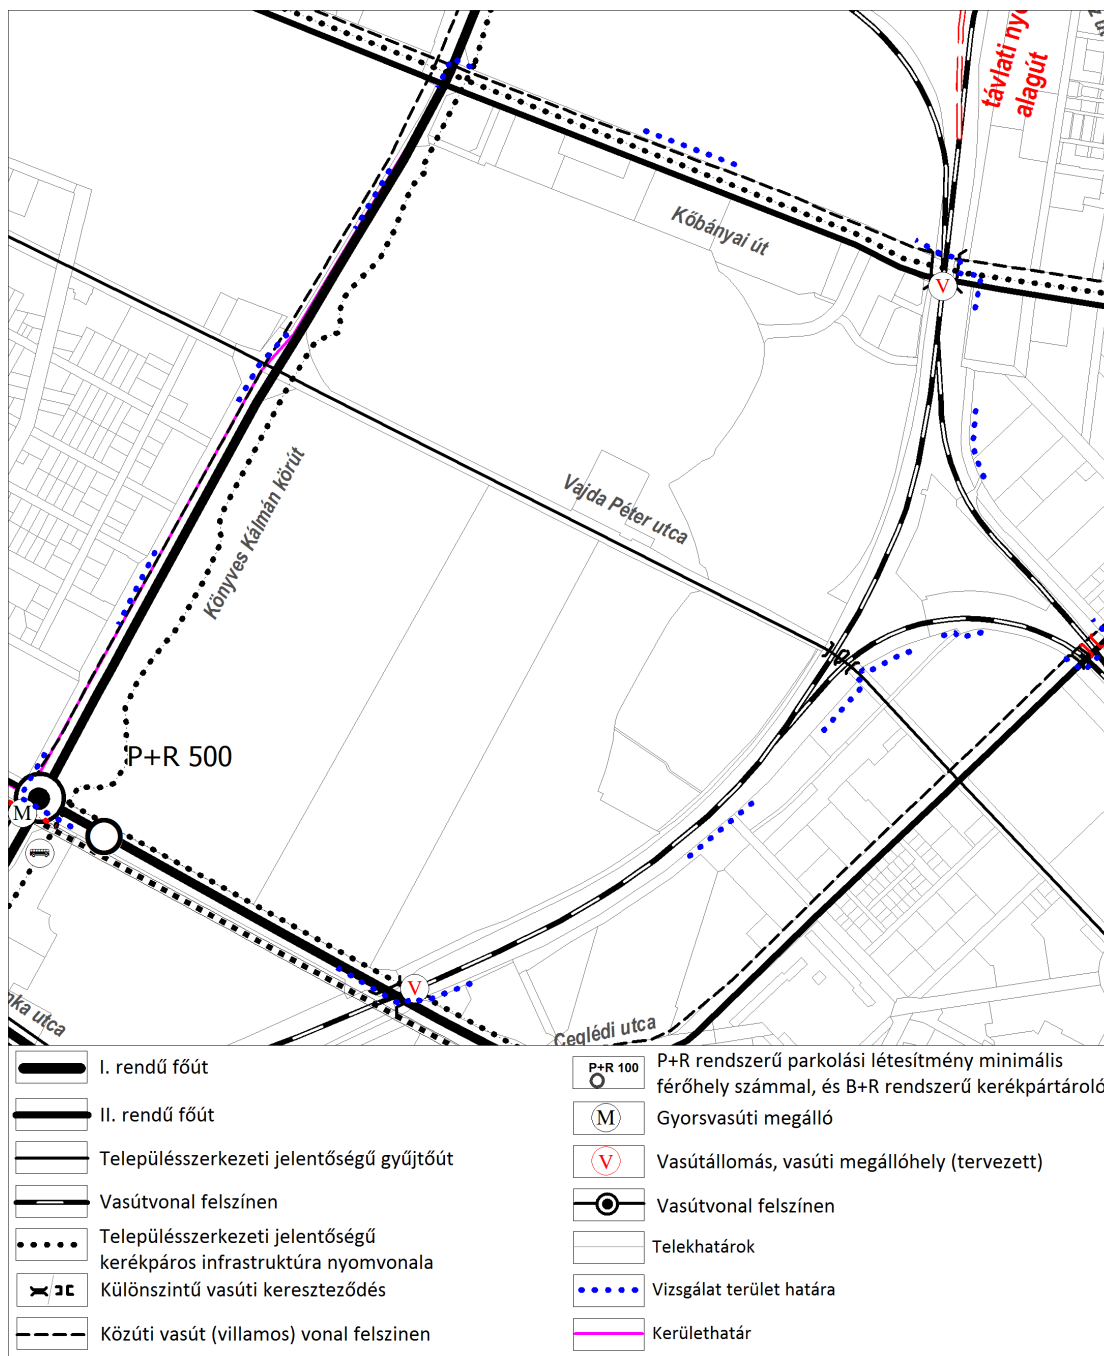 távlati nyo
alagút
Kőbányai út
Könyves Kálmán körút
Vajda Péter utca
P+R 500
M
V
V
nka utca
Ceglédi utca
I. rendű főút
II. rendű főút
Településszerkezeti jelentőségű gyűjtőút
Vasútvonal felszínen
Településszerkezeti jelentőségű
kerékpáros infrastruktúra nyomvonala
Különszintű vasúti kereszteződés
Közúti vasút (villamos) vonal felszinen
P+R 100
P+R rendszerű parkolási létesítmény minimális
férőhely számmal, és B+R rendszerű kerékpártároló
M
Gyorsvasúti megálló
V
Vasútállomás, vasúti megállóhely (tervezett)
Vasútvonal felszínen
Telekhatárok
Vizsgálat terület határa
Kerülethatár